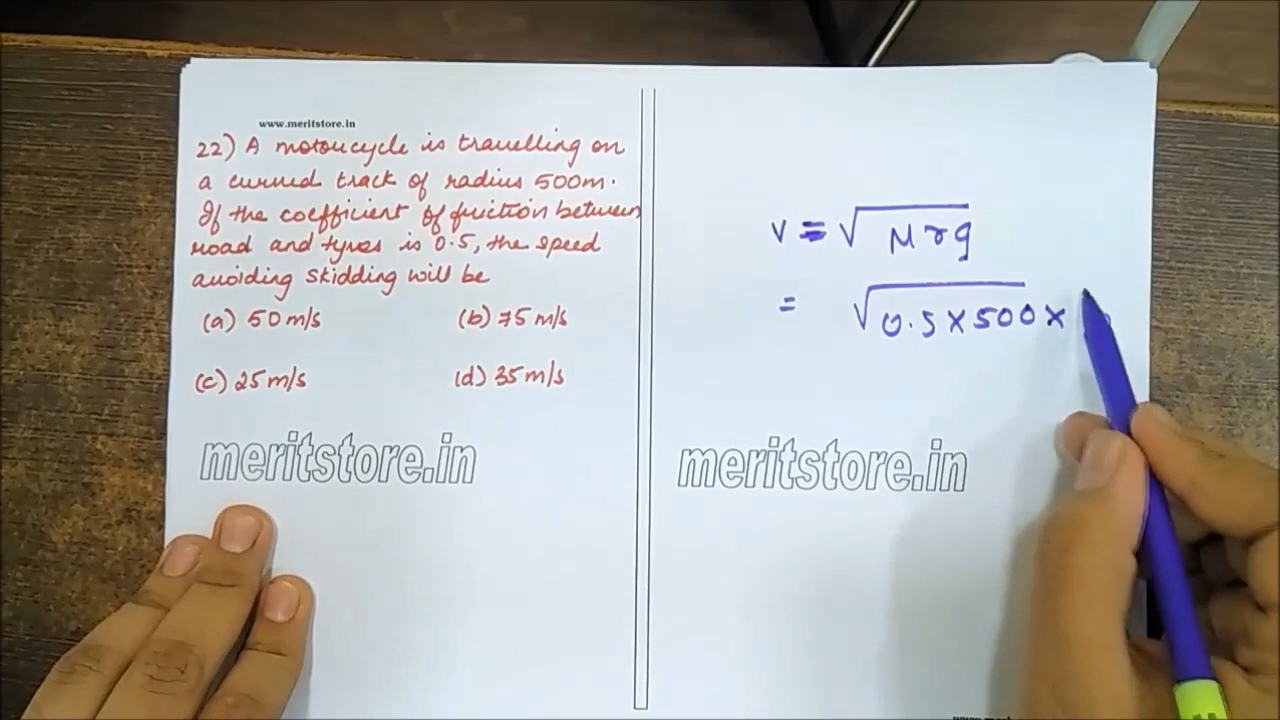 www.meritstore.in
22) A motorcycle is travelling on
a curved track of radius 500m.
If the coefficient of friction between
road and tyres is 0.5, the speed
avoiding skidding will be
(a) 50 m/s (b) 75 m/s
(c) 25 m/s (d) 35 m/s
meritstore.in
v = √μrg
= √0.5×500×
meritstore.in